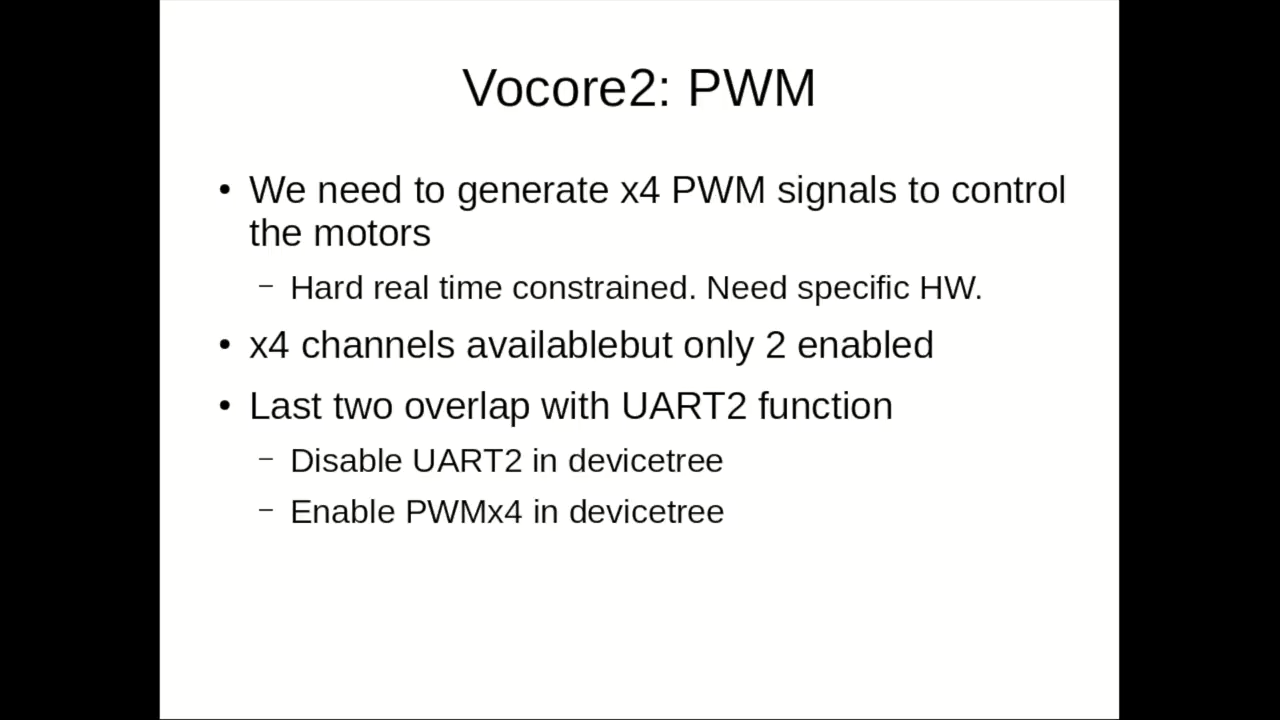 Vocore2: PWM
• We need to generate x4 PWM signals to control
the motors
– Hard real time constrained. Need specific HW.
• x4 channels availablebut only 2 enabled
• Last two overlap with UART2 function
– Disable UART2 in devicetree
– Enable PWMx4 in devicetree